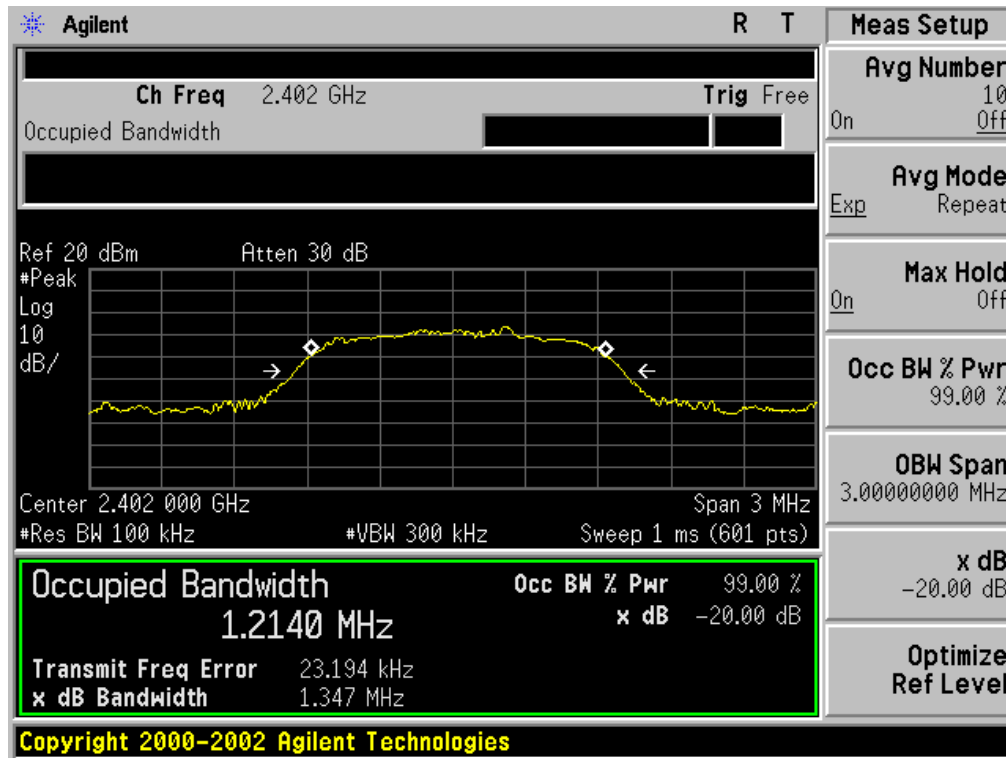 Agilent R T
Ch Freq 2.402 GHz Trig Free
Occupied Bandwidth
Ref 20 dBm Atten 30 dB
#Peak
Log
10
dB/
Center 2.402 000 GHz Span 3 MHz
#Res BW 100 kHz #VBW 300 kHz Sweep 1 ms (601 pts)
Occupied Bandwidth Occ BW % Pwr 99.00 %
1.2140 MHz x dB -20.00 dB
Transmit Freq Error 23.194 kHz
x dB Bandwidth 1.347 MHz
Copyright 2000-2002 Agilent Technologies
Meas Setup
Avg Number
10
On Off
Avg Mode
Exp Repeat
Max Hold
On Off
Occ BW % Pwr
99.00 %
OBW Span
3.00000000 MHz
x dB
-20.00 dB
Optimize
Ref Level